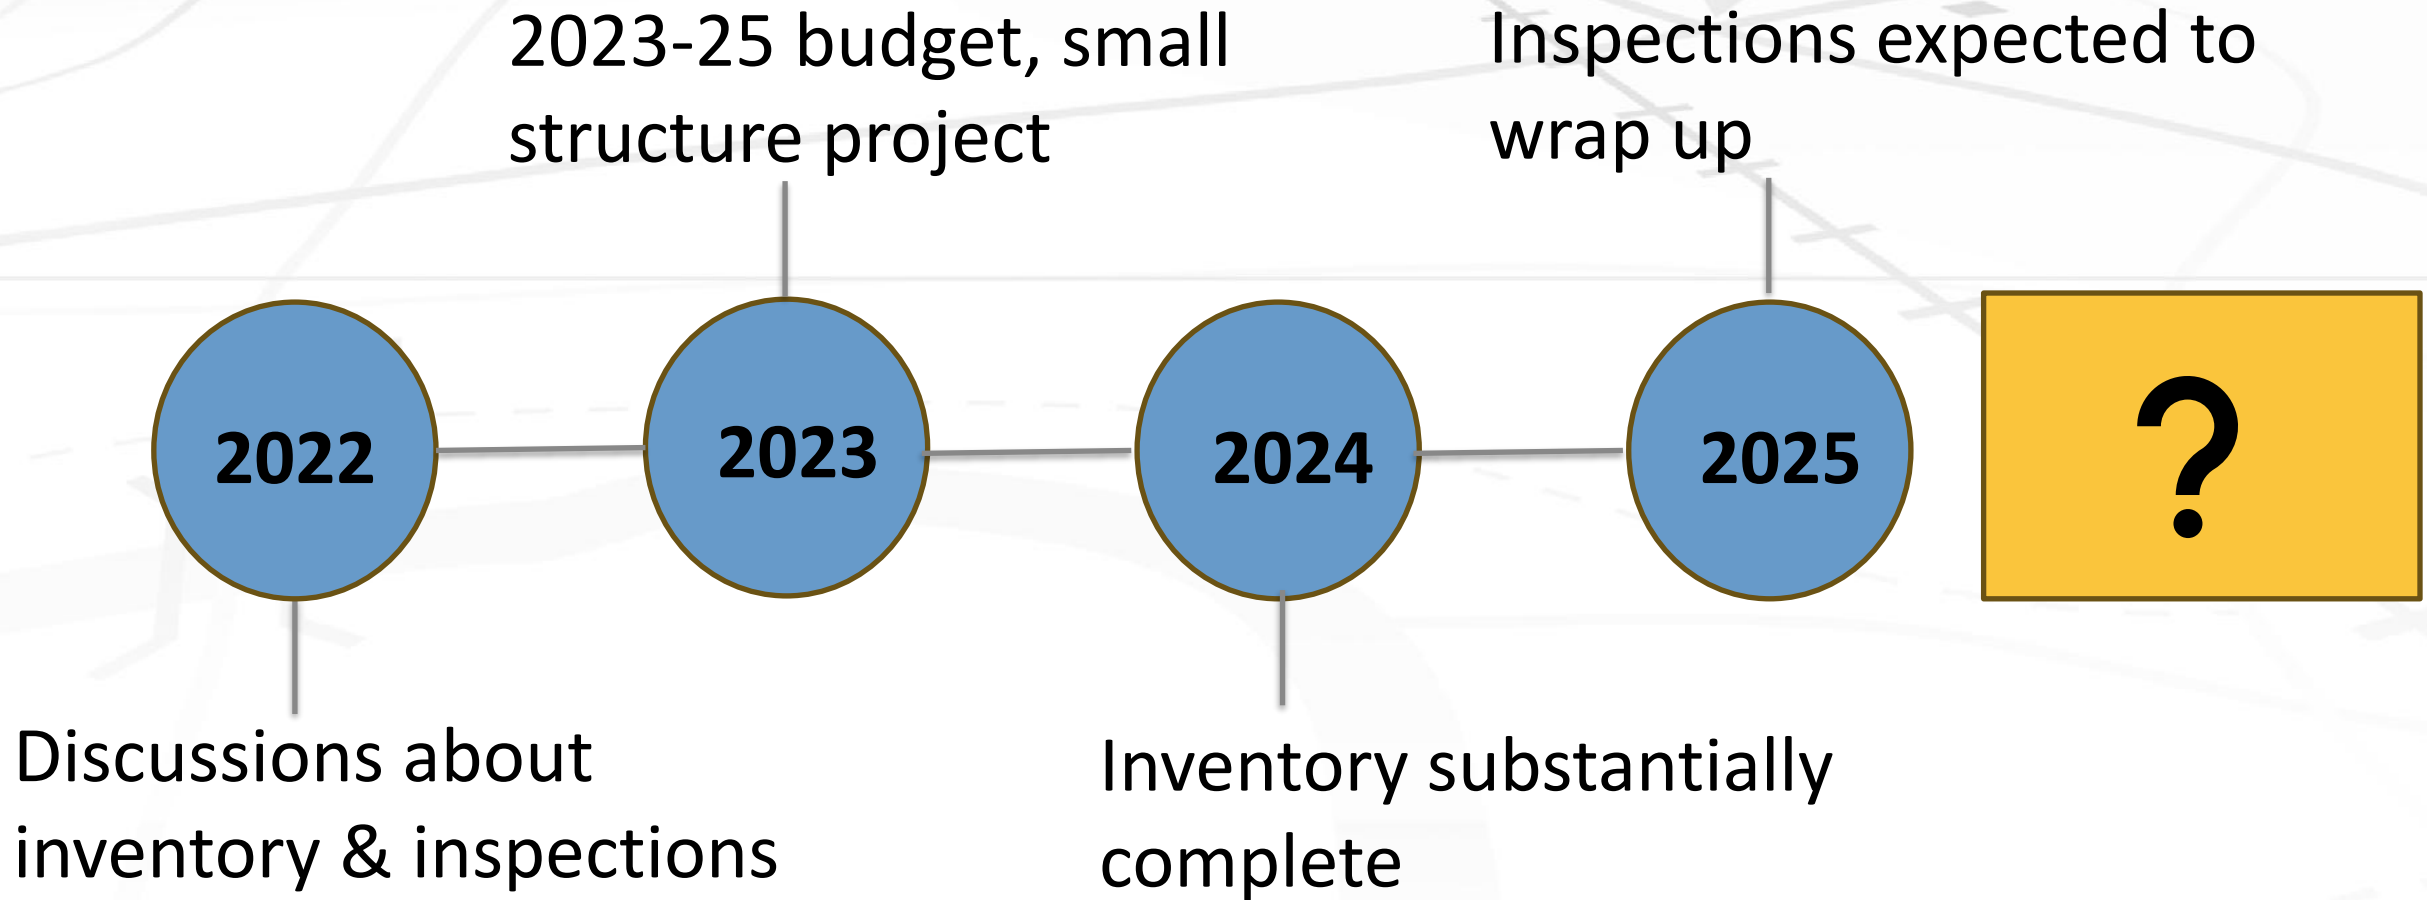 2023-25 budget, small
structure project
Inspections expected to
wrap up
2022
2023
2024
2025
?
Discussions about
inventory & inspections
Inventory substantially
complete